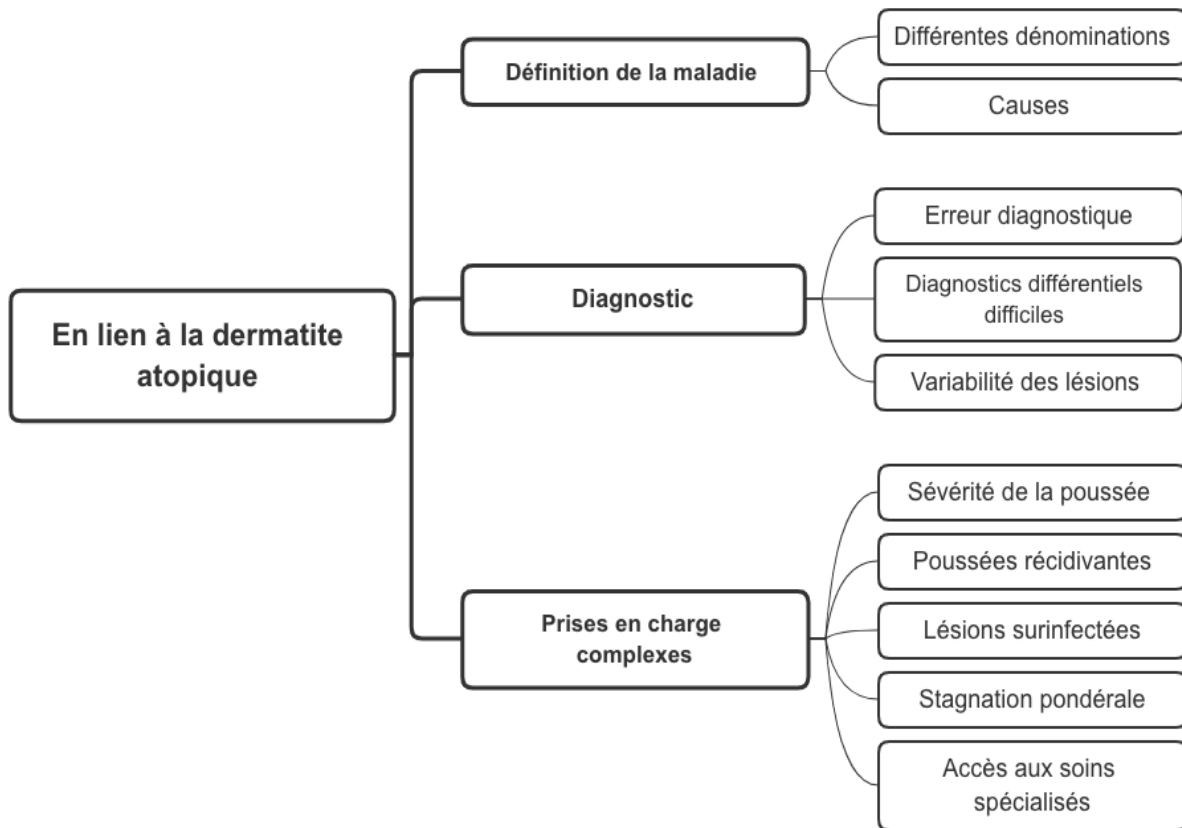 En lien à la dermatite
atopique
Définition de la maladie
Différentes dénominations
Causes
Diagnostic
Erreur diagnostique
Diagnostics différentiels
difficiles
Variabilité des lésions
Prises en charge
complexes
Sévérité de la poussée
Poussées récidivantes
Lésions surinfectées
Stagnation pondérale
Accès aux soins
spécialisés